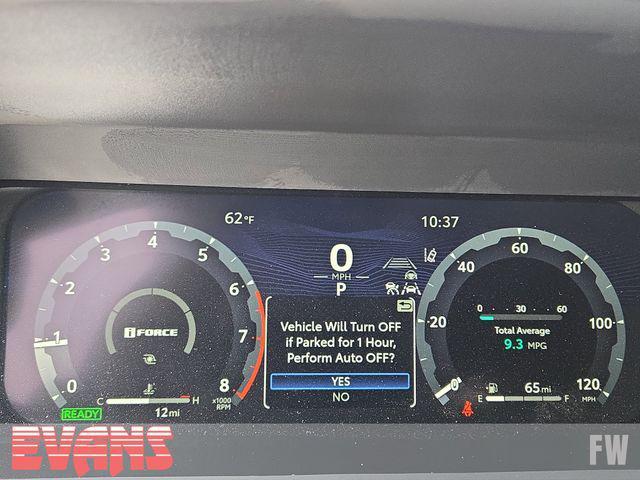 62°F
10:37
0
MPH
P
0
1
2
3
4
5
6
7
8
x1000
RPM
iFORCE
C H
READY
12mi
Vehicle Will Turn OFF
if Parked for 1 Hour,
Perform Auto OFF?
YES
NO
0
20
40
60
80
100
120
MPH
0 30 60
Total Average
9.3 MPG
65mi
E F
EVANS
FW